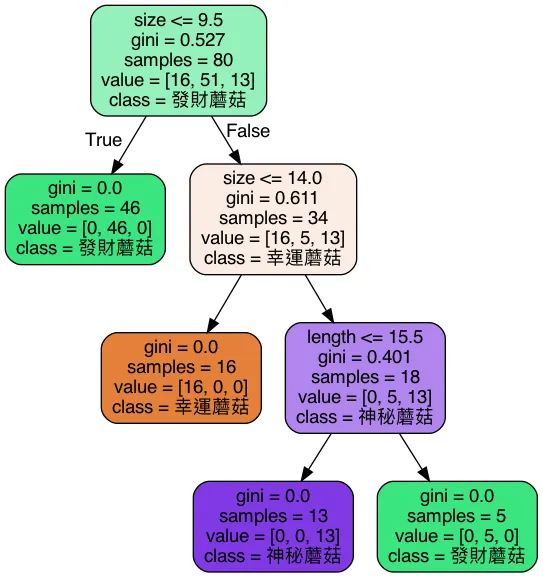 size <= 9.5
gini = 0.527
samples = 80
value = [16, 51, 13]
class = 發財蘑菇
True
False
gini = 0.0
samples = 46
value = [0, 46, 0]
class = 發財蘑菇
size <= 14.0
gini = 0.611
samples = 34
value = [16, 5, 13]
class = 幸運蘑菇
gini = 0.0
samples = 16
value = [16, 0, 0]
class = 幸運蘑菇
length <= 15.5
gini = 0.401
samples = 18
value = [0, 5, 13]
class = 神秘蘑菇
gini = 0.0
samples = 13
value = [0, 0, 13]
class = 神秘蘑菇
gini = 0.0
samples = 5
value = [0, 5, 0]
class = 發財蘑菇